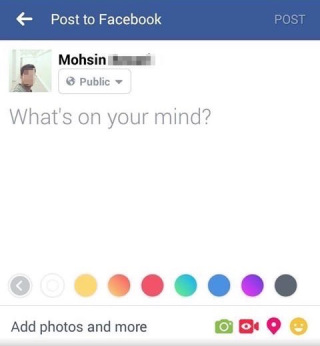 Post to Facebook POST
Mohsin
Public
What's on your mind?
Add photos and more